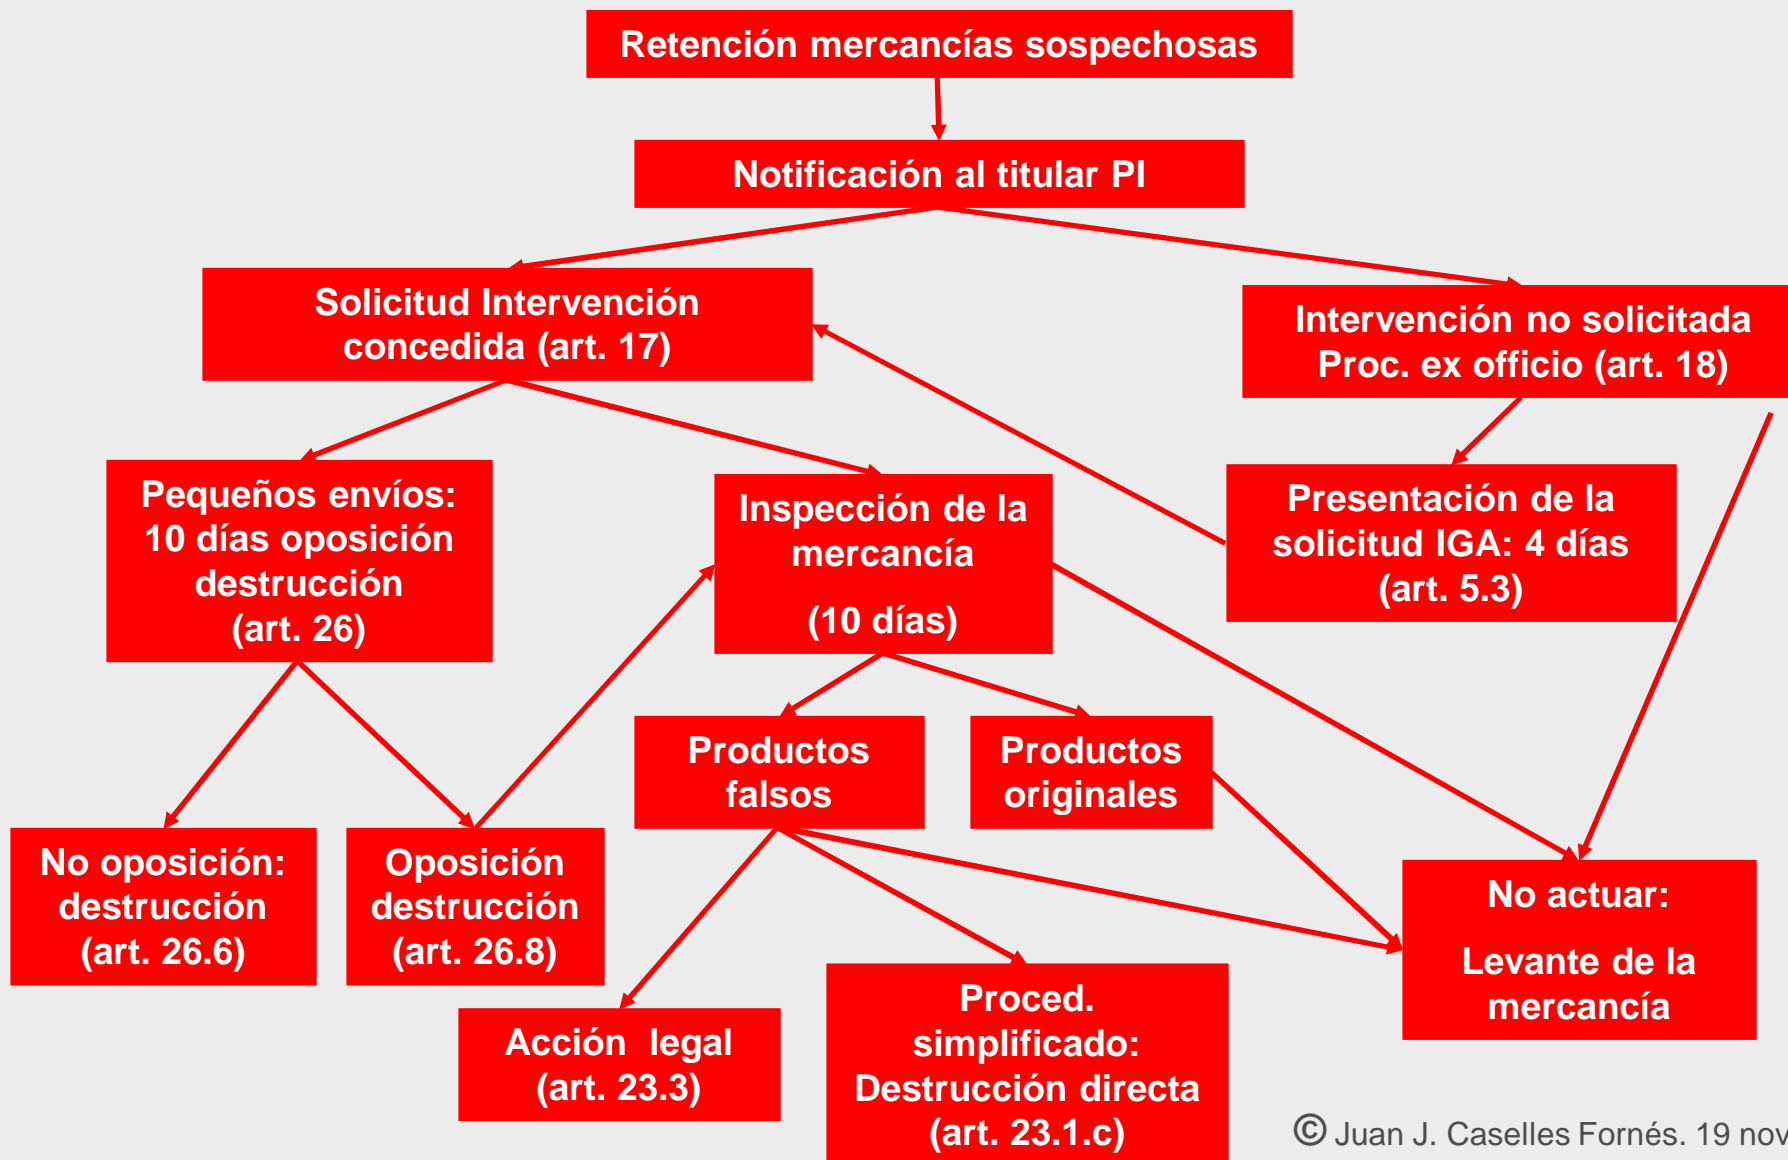 Retención mercancías sospechosas
Notificación al titular PI
Solicitud Intervención
concedida (art. 17)
Intervención no solicitada
Proc. ex officio (art. 18)
Pequeños envíos:
10 días oposición
destrucción
(art. 26)
Inspección de la
mercancía
(10 días)
Presentación de la
solicitud IGA: 4 días
(art. 5.3)
Productos
falsos
Productos
originales
No oposición:
destrucción
(art. 26.6)
Oposición
destrucción
(art. 26.8)
No actuar:
Levante de la
mercancía
Acción legal
(art. 23.3)
Proced.
simplificado:
Destrucción directa
(art. 23.1.c)
© Juan J. Caselles Fornés. 19 nov